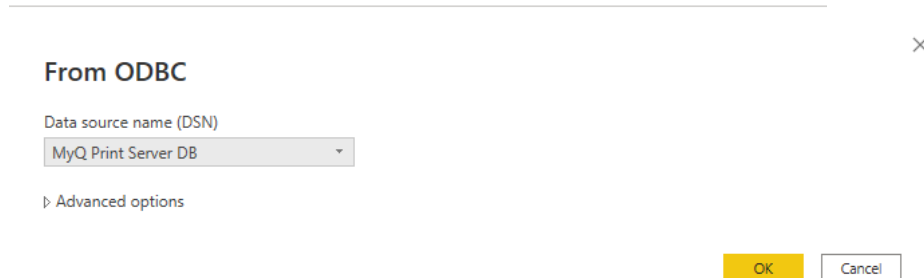 From ODBC
Data source name (DSN)
MyQ Print Server DB
Advanced options
OK Cancel